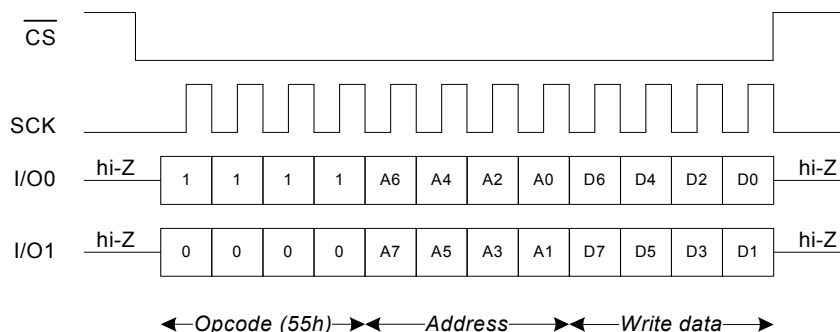 CS
SCK
I/O0 hi-Z 1 1 1 1 A6 A4 A2 A0 D6 D4 D2 D0 hi-Z
I/O1 hi-Z 0 0 0 0 A7 A5 A3 A1 D7 D5 D3 D1 hi-Z
Opcode (55h) Address Write data